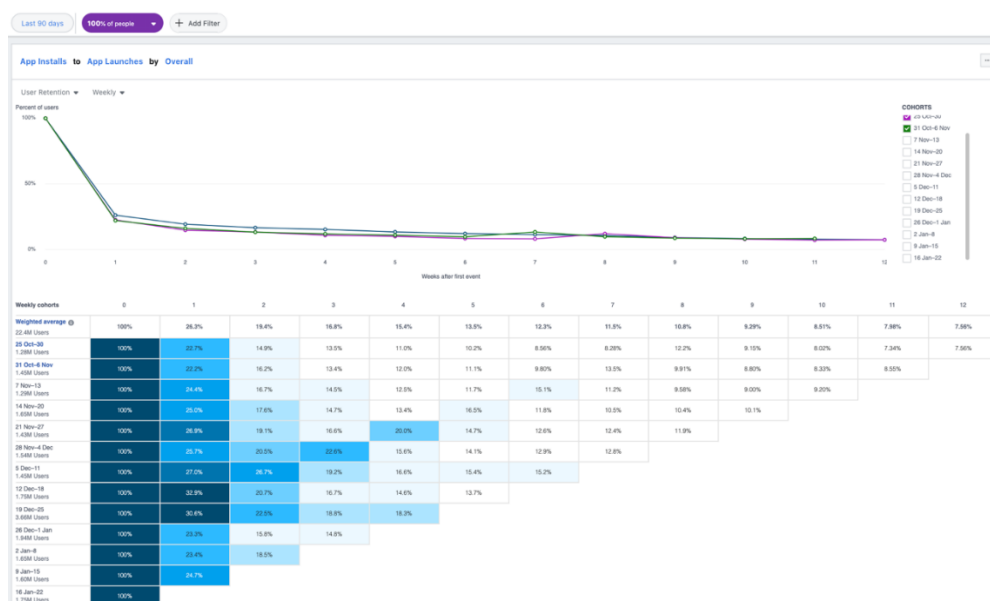 Last 90 days 100% of people + Add Filter
App Installs to App Launches by Overall
User Retention Weekly
Percent of users
100%
50%
0%
0 1 2 3 4 5 6 7 8 9 10 11 12
Weeks after first event
COHORTS
25 Oct-30
31 Oct-6 Nov
7 Nov-13
14 Nov-20
21 Nov-27
28 Nov-4 Dec
5 Dec-11
12 Dec-18
19 Dec-25
26 Dec-1 Jan
2 Jan-8
9 Jan-15
16 Jan-22
Weekly cohorts 0 1 2 3 4 5 6 7 8 9 10 11 12
Weighted average 100% 26.3% 19.4% 16.8% 15.4% 13.5% 12.3% 11.5% 10.8% 9.29% 8.51% 7.98% 7.56%
22.4M Users
25 Oct-30 100% 22.7% 14.9% 13.5% 11.0% 10.2% 8.56% 8.28% 12.2% 9.15% 8.02% 7.34% 7.56%
1.28M Users
31 Oct-6 Nov 100% 22.2% 16.2% 13.4% 12.0% 11.1% 9.80% 13.5% 9.91% 8.80% 8.33% 8.55%
1.45M Users
7 Nov-13 100% 24.4% 16.7% 14.5% 12.5% 11.7% 15.1% 11.2% 9.58% 9.00% 9.20%
1.29M Users
14 Nov-20 100% 25.0% 17.6% 14.7% 13.4% 16.5% 11.8% 10.5% 10.4% 10.1%
1.65M Users
21 Nov-27 100% 26.9% 19.1% 16.6% 20.0% 14.7% 12.6% 12.4% 11.9%
1.43M Users
28 Nov-4 Dec 100% 25.7% 20.5% 22.6% 15.6% 14.1% 12.9% 12.8%
1.54M Users
5 Dec-11 100% 27.0% 26.7% 19.2% 16.6% 15.4% 15.2%
1.45M Users
12 Dec-18 100% 32.9% 20.7% 16.7% 14.6% 13.7%
1.75M Users
19 Dec-25 100% 30.6% 22.5% 18.8% 18.3%
3.66M Users
26 Dec-1 Jan 100% 23.3% 15.8% 14.8%
1.94M Users
2 Jan-8 100% 23.4% 18.5%
1.65M Users
9 Jan-15 100% 24.7%
1.60M Users
16 Jan-22 100%
1.75M Users